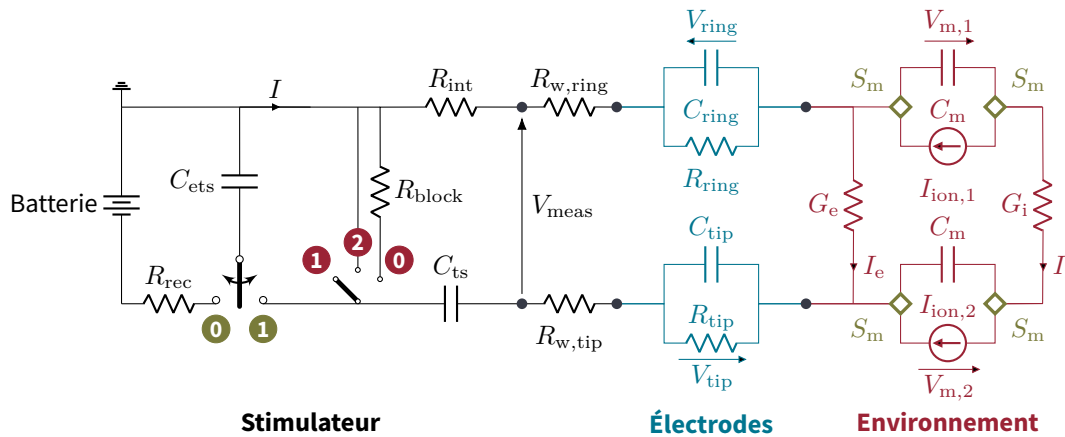 V_ring
V_m,1
I
R_int
R_w,ring
S_m
S_m
C_ring
C_m
Batterie
C_ets
R_block
R_ring
V_meas
G_e
I_ion,1
G_i
1
2
0
C_tip
C_m
R_rec
C_ts
I_e
I
0
1
R_w,tip
R_tip
S_m
I_ion,2
S_m
V_tip
V_m,2
Stimulateur
Électrodes
Environnement